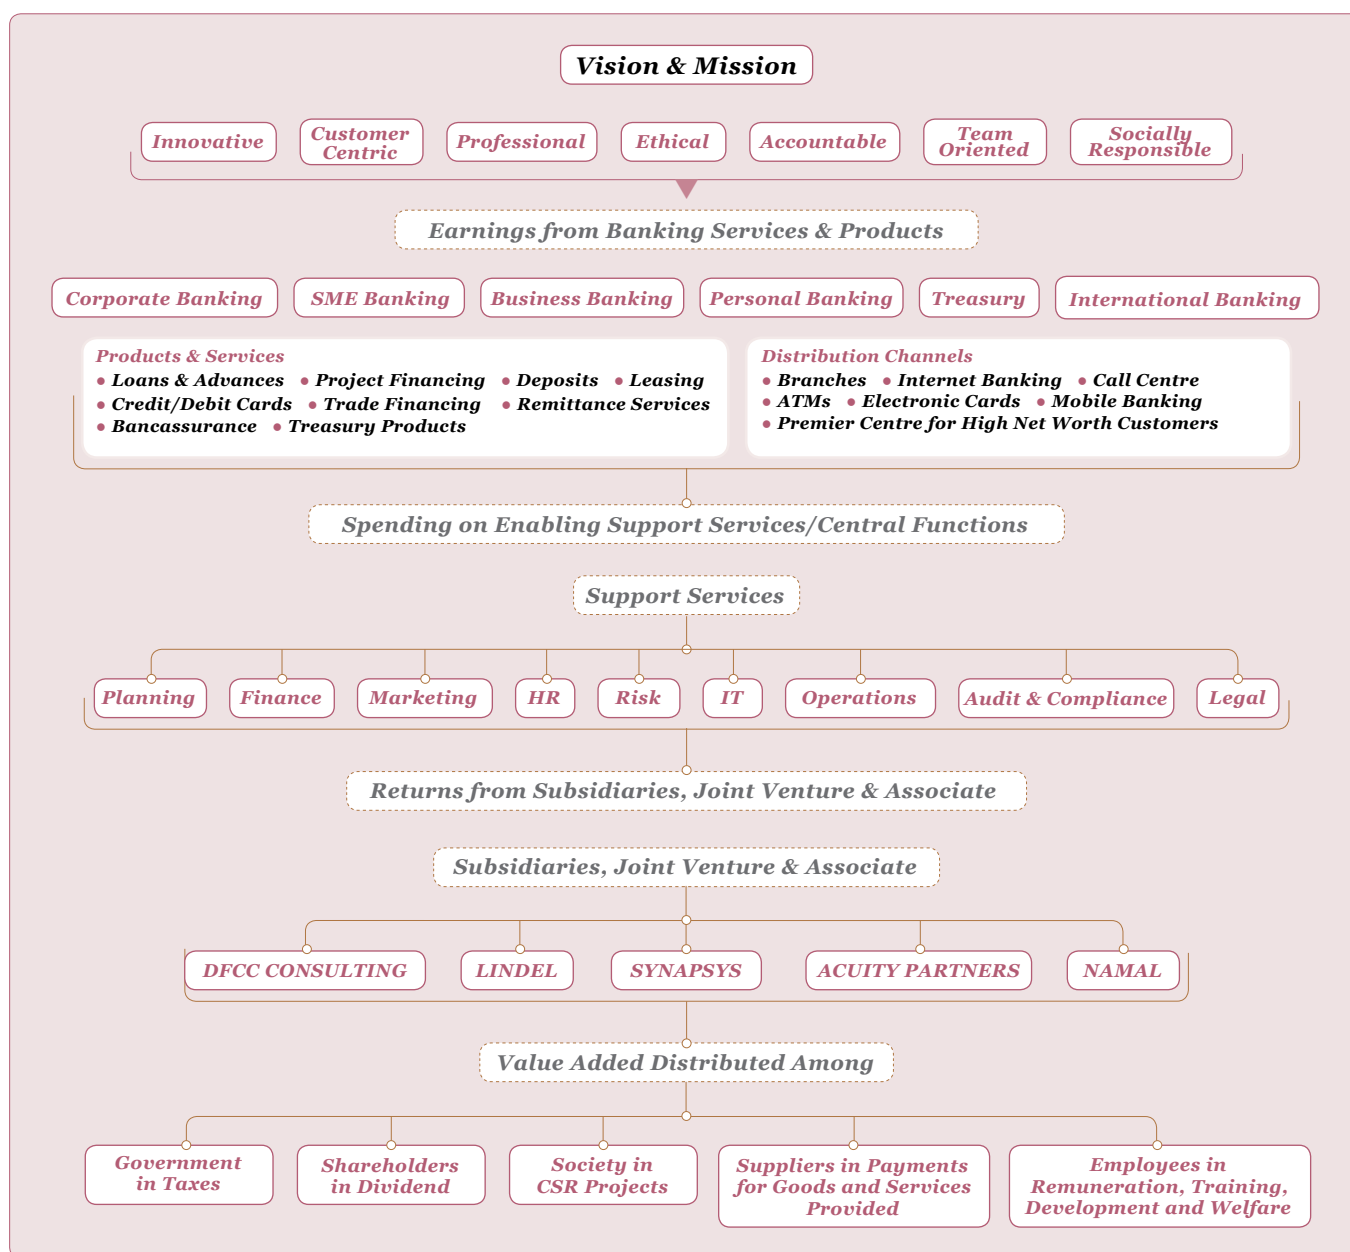 Vision & Mission
Innovative
Customer
Centric
Professional
Ethical
Accountable
Team
Oriented
Socially
Responsible
Earnings from Banking Services & Products
Corporate Banking
SME Banking
Business Banking
Personal Banking
Treasury
International Banking
Products & Services
• Loans & Advances • Project Financing • Deposits • Leasing
• Credit/Debit Cards • Trade Financing • Remittance Services
• Bancassurance • Treasury Products
Distribution Channels
• Branches • Internet Banking • Call Centre
• ATMs • Electronic Cards • Mobile Banking
• Premier Centre for High Net Worth Customers
Spending on Enabling Support Services/Central Functions
Support Services
Planning
Finance
Marketing
HR
Risk
IT
Operations
Audit & Compliance
Legal
Returns from Subsidiaries, Joint Venture & Associate
Subsidiaries, Joint Venture & Associate
DFCC CONSULTING
LINDEL
SYNAPSYS
ACUITY PARTNERS
NAMAL
Value Added Distributed Among
Government
in Taxes
Shareholders
in Dividend
Society in
CSR Projects
Suppliers in Payments
for Goods and Services
Provided
Employees in
Remuneration, Training,
Development and Welfare